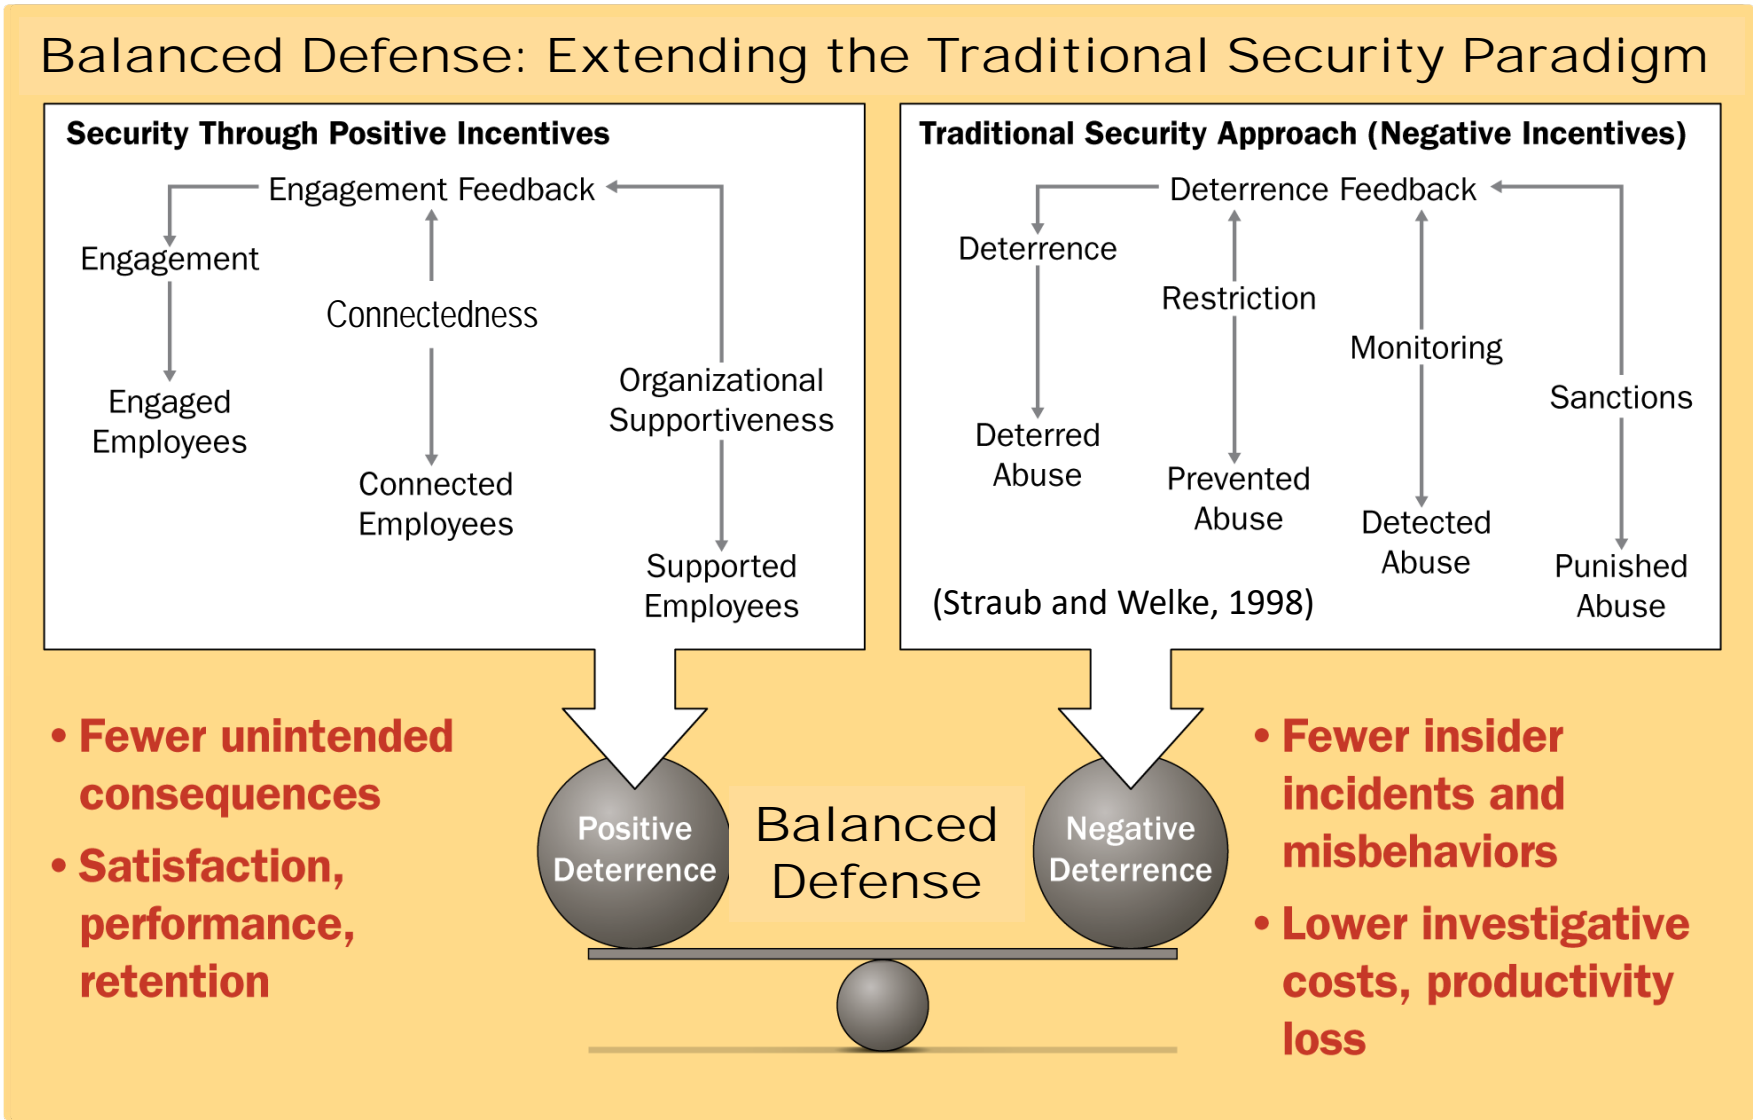 Balanced Defense: Extending the Traditional Security Paradigm
Security Through Positive Incentives
Engagement Feedback
Engagement
Connectedness
Organizational
Supportiveness
Engaged
Employees
Connected
Employees
Supported
Employees
Traditional Security Approach (Negative Incentives)
Deterrence Feedback
Deterrence
Restriction
Monitoring
Sanctions
Deterred
Abuse
Prevented
Abuse
Detected
Abuse
Punished
Abuse
(Straub and Welke, 1998)
• Fewer unintended
consequences
• Satisfaction,
performance,
retention
Positive
Deterrence
Balanced
Defense
Negative
Deterrence
• Fewer insider
incidents and
misbehaviors
• Lower investigative
costs, productivity
loss